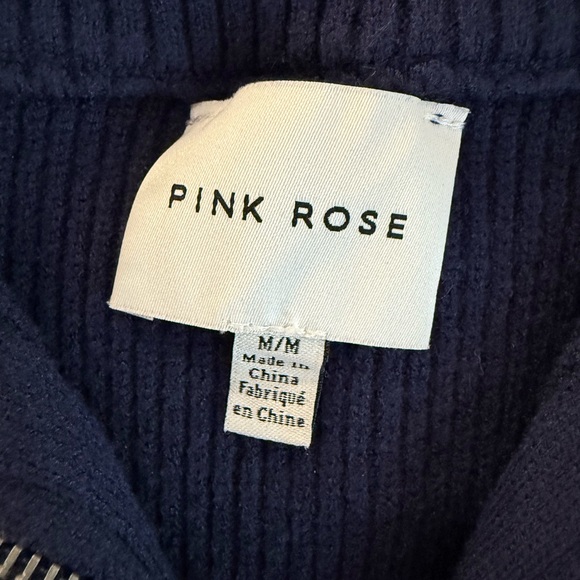 PINK ROSE
M/M
Made in
China
Fabriqué
en Chine